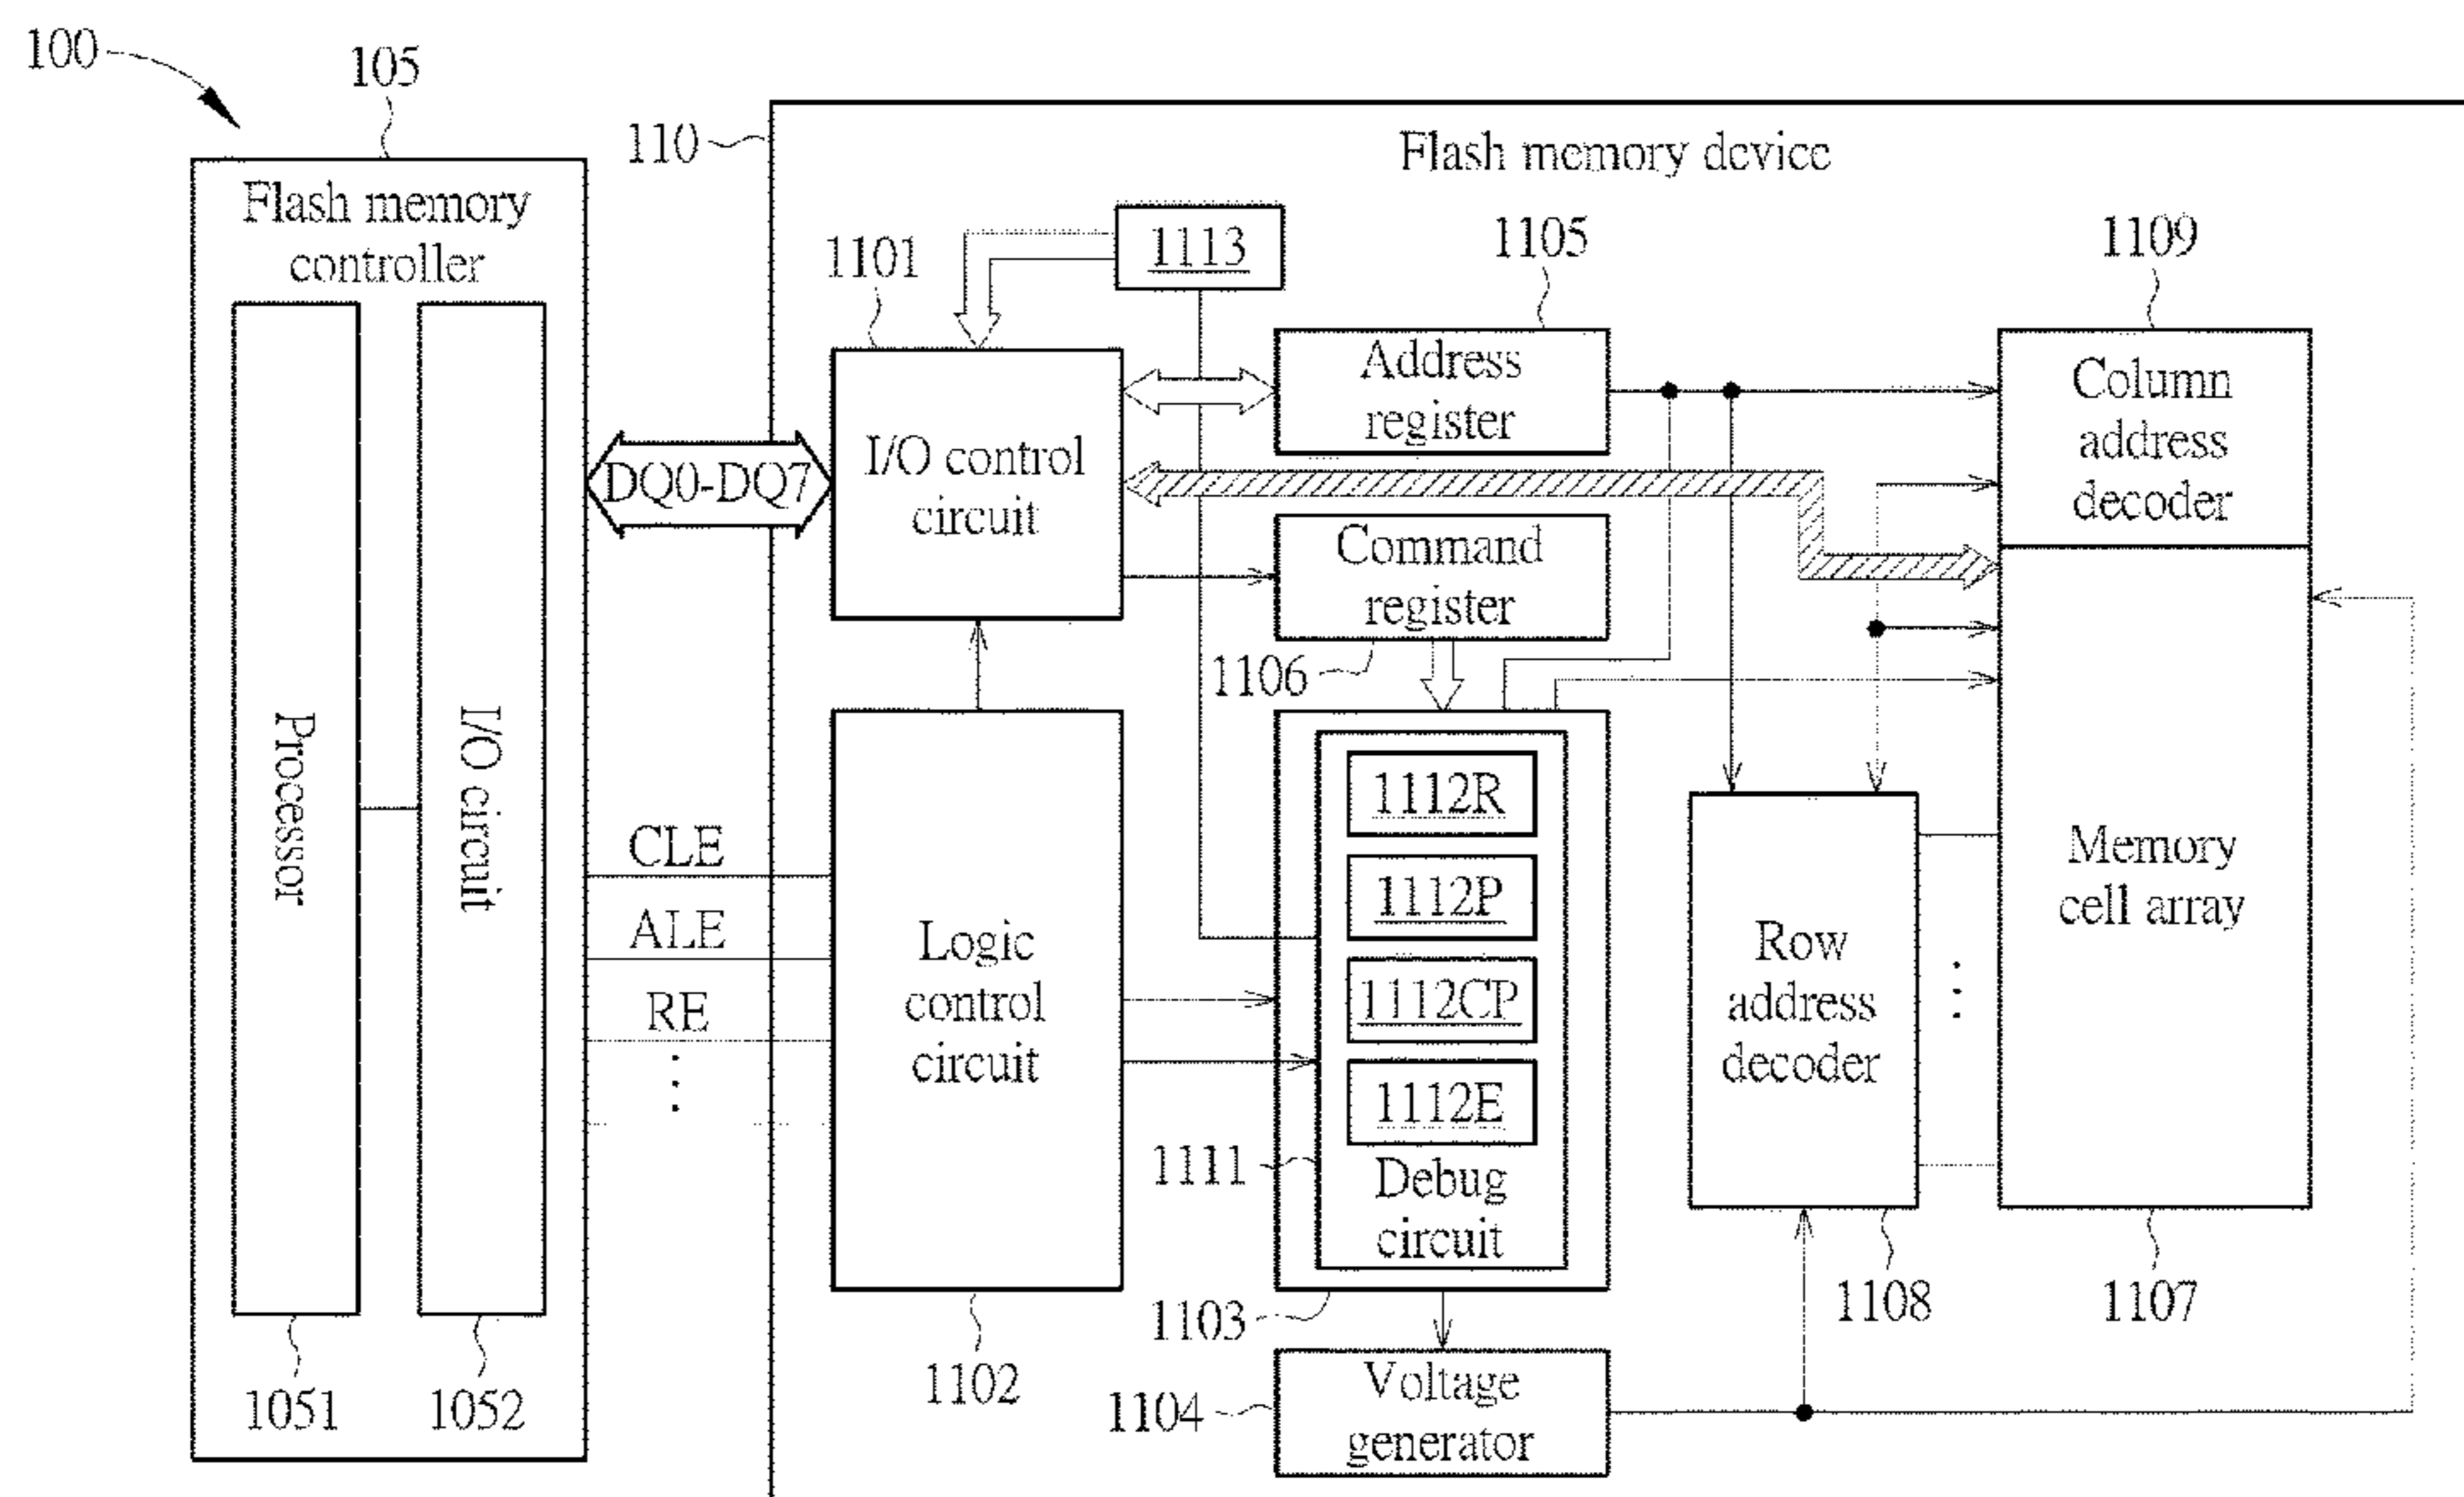 100
105
110
Flash memory device
Flash memory
controller
1113
1101
1105
1109
Address
register
Column
address
decoder
I/O control
circuit
DQ0-DQ7
Command
register
1106
Processor
I/O circuit
1112R
1112P
1112CP
1112E
Debug
circuit
1111
CLE
ALE
RE
Logic
control
circuit
Row
address
decoder
Memory
cell array
1051
1052
1102
1103
1108
1107
1104
Voltage
generator